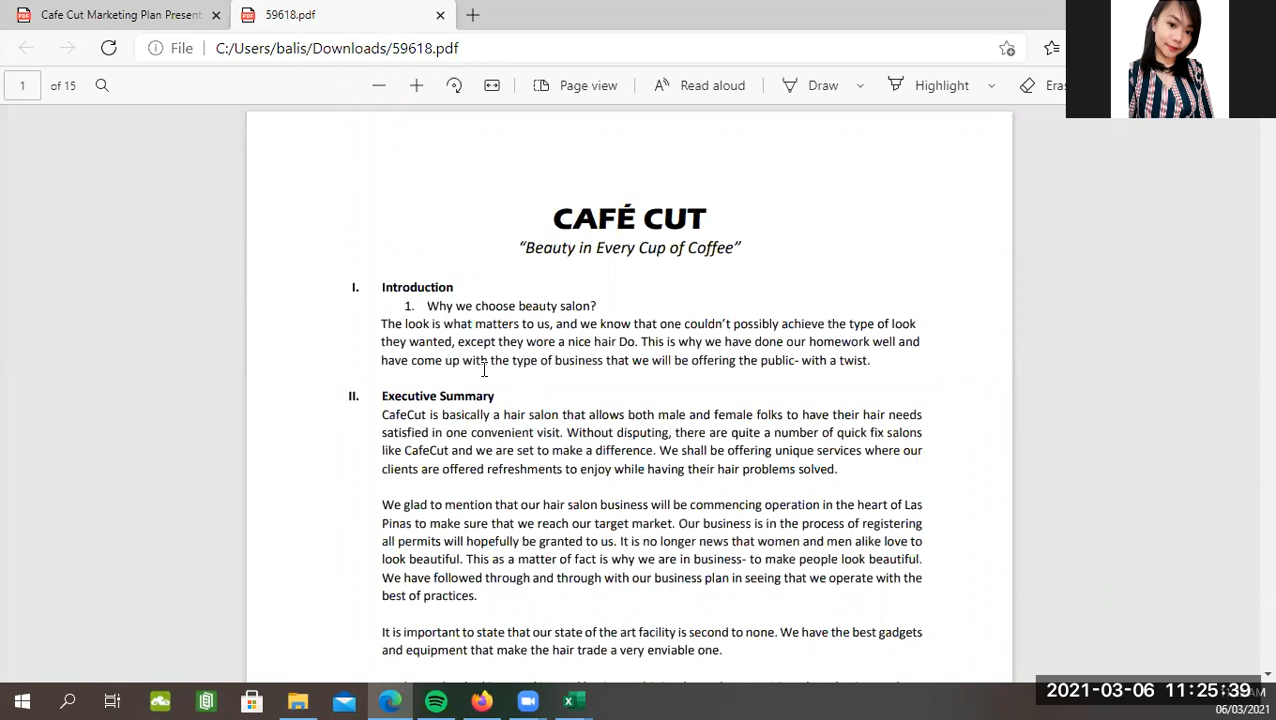 Cafe Cut Marketing Plan Present
59618.pdf
File
C:/Users/balis/Downloads/59618.pdf
1 of 15
Page view
Read aloud
Draw
Highlight
Eras
CAFÉ CUT
“Beauty in Every Cup of Coffee”
I. Introduction
1. Why we choose beauty salon?
The look is what matters to us, and we know that one couldn’t possibly achieve the type of look
they wanted, except they wore a nice hair Do. This is why we have done our homework well and
have come up with the type of business that we will be offering the public- with a twist.
II. Executive Summary
CafeCut is basically a hair salon that allows both male and female folks to have their hair needs
satisfied in one convenient visit. Without disputing, there are quite a number of quick fix salons
like CafeCut and we are set to make a difference. We shall be offering unique services where our
clients are offered refreshments to enjoy while having their hair problems solved.
We glad to mention that our hair salon business will be commencing operation in the heart of Las
Pinas to make sure that we reach our target market. Our business is in the process of registering
all permits will hopefully be granted to us. It is no longer news that women and men alike love to
look beautiful. This as a matter of fact is why we are in business- to make people look beautiful.
We have followed through and through with our business plan in seeing that we operate with the
best of practices.
It is important to state that our state of the art facility is second to none. We have the best gadgets
and equipment that make the hair trade a very enviable one.
2021-03-06 11:25:39
06/03/2021